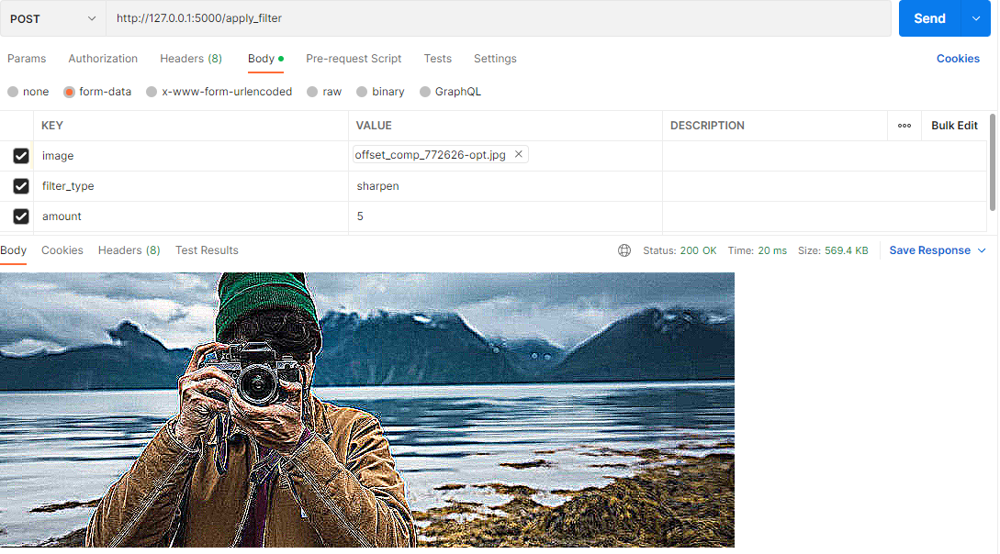 POST http://127.0.0.1:5000/apply_filter Send
Params Authorization Headers (8) Body Pre-request Script Tests Settings Cookies
none form-data x-www-form-urlencoded raw binary GraphQL
KEY VALUE DESCRIPTION Bulk Edit
image offset_comp_772626-opt.jpg
filter_type sharpen
amount 5
Body Cookies Headers (8) Test Results Status: 200 OK Time: 20 ms Size: 569.4 KB Save Response